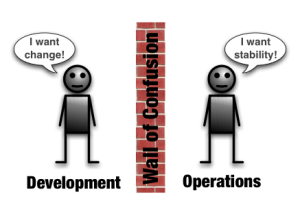 I want
change!
I want
stability!
Wall of Confusion
Development
Operations